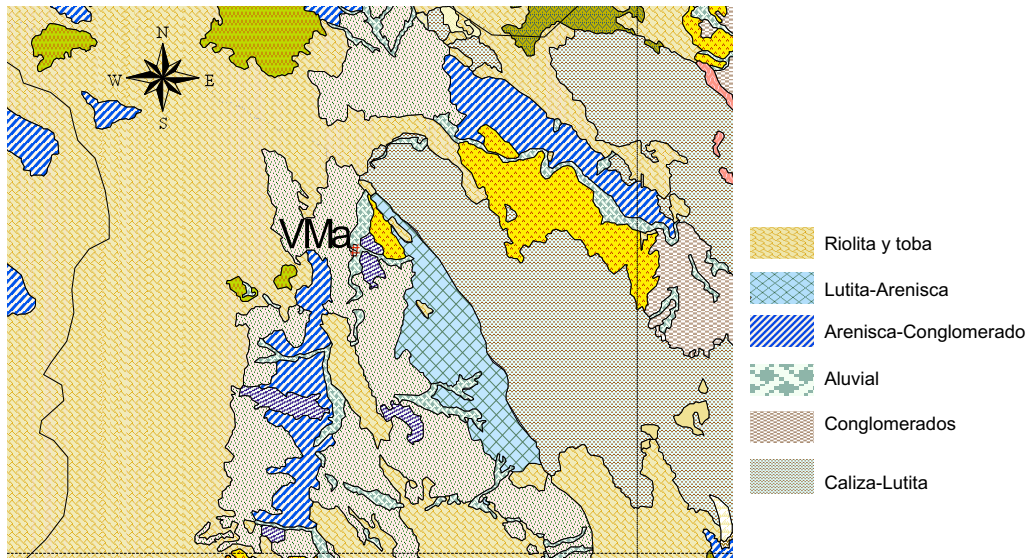 N
W E
S
VMa
Riolita y toba
Lutita-Arenisca
Arenisca-Conglomerado
Aluvial
Conglomerados
Caliza-Lutita